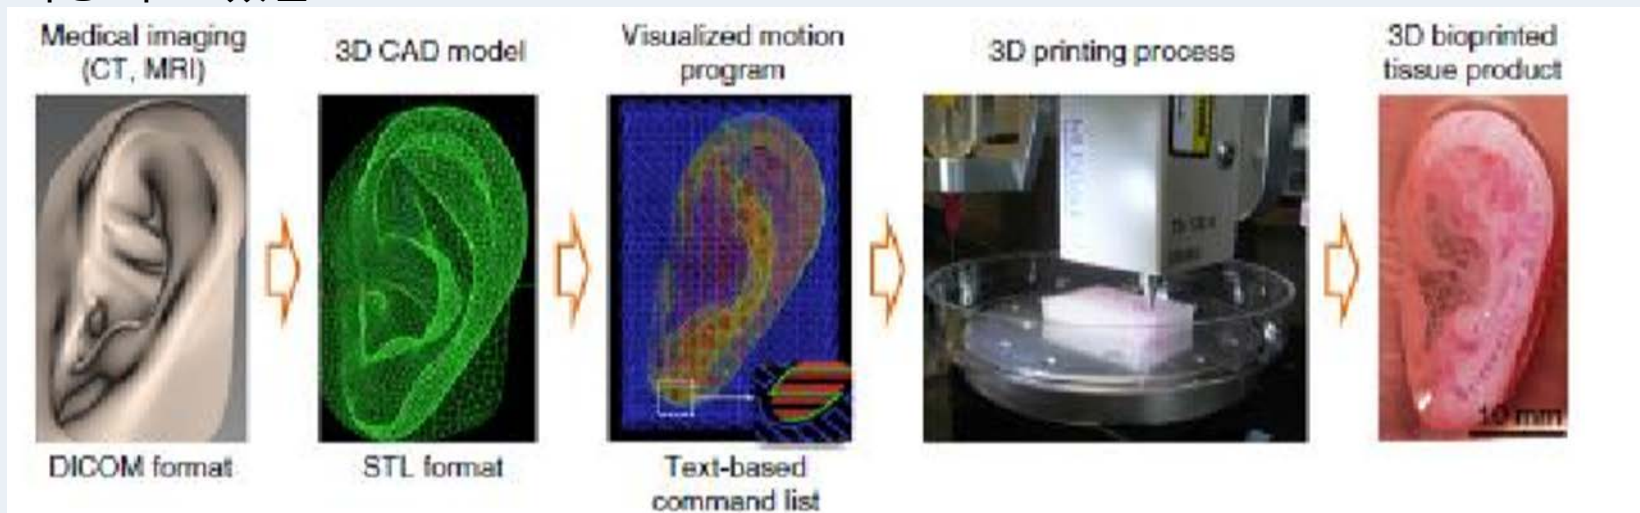 Medical imaging
(CT, MRI)
3D CAD model
Visualized motion
program
3D printing process
3D bioprinted
tissue product
10 mm
DICOM format
STL format
Text-based
command list